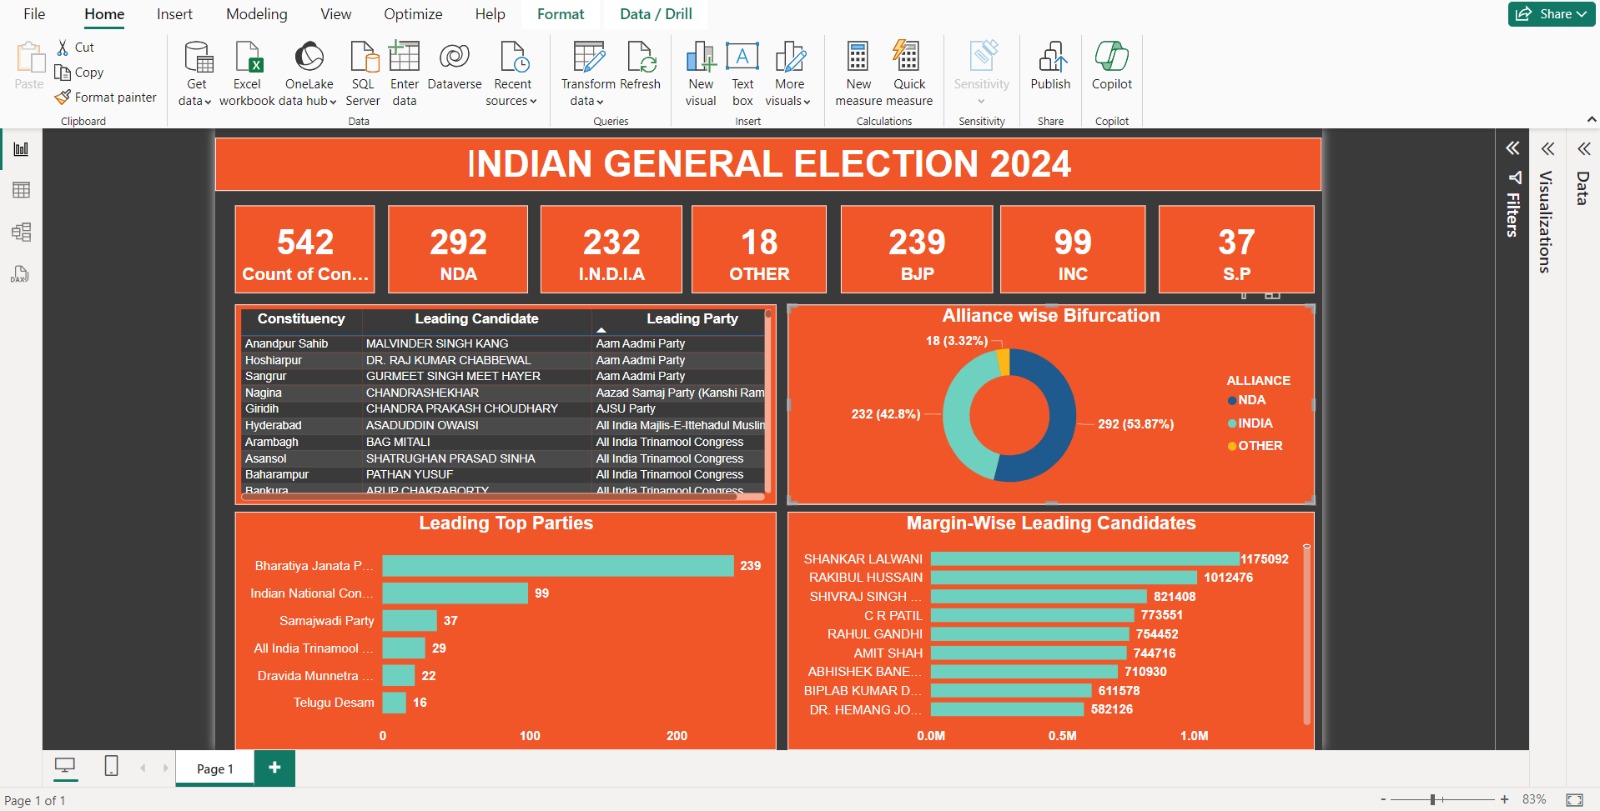 File Home Insert Modeling View Optimize Help Format Data / Drill Share
Paste
Cut
Copy
Format painter
Clipboard
Get data
Excel workbook
OneLake data hub
SQL Server
Enter data
Dataverse
Recent sources
Data
Transform data
Refresh
Queries
New visual
Text box
More visuals
Insert
New measure
Quick measure
Calculations
Sensitivity
Sensitivity
Publish
Share
Copilot
Copilot
INDIAN GENERAL ELECTION 2024
542
Count of Con...
292
NDA
232
I.N.D.I.A
18
OTHER
239
BJP
99
INC
37
S.P
Constituency Leading Candidate Leading Party
Anandpur Sahib MALVINDER SINGH KANG Aam Aadmi Party
Hoshiarpur DR. RAJ KUMAR CHABBEWAL Aam Aadmi Party
Sangrur GURMEET SINGH MEET HAYER Aam Aadmi Party
Nagina CHANDRASHEKHAR Aazad Samaj Party (Kanshi Ram
Giridih CHANDRA PRAKASH CHOUDHARY AJSU Party
Hyderabad ASADUDDIN OWAISI All India Majlis-E-Ittehadul Muslin
Arambagh BAG MITALI All India Trinamool Congress
Asansol SHATRUGHAN PRASAD SINHA All India Trinamool Congress
Baharampur PATHAN YUSUF All India Trinamool Congress
Bankura ARUP CHAKRABORTY All India Trinamool Congress
Alliance wise Bifurcation
18 (3.32%)
232 (42.8%)
292 (53.87%)
ALLIANCE
NDA
INDIA
OTHER
Leading Top Parties
Bharatiya Janata P... 239
Indian National Con... 99
Samajwadi Party 37
All India Trinamool ... 29
Dravida Munnetra ... 22
Telugu Desam 16
0 100 200
Margin-Wise Leading Candidates
SHANKAR LALWANI 1175092
RAKIBUL HUSSAIN 1012476
SHIVRAJ SINGH ... 821408
C R PATIL 773551
RAHUL GANDHI 754452
AMIT SHAH 744716
ABHISHEK BANE... 710930
BIPLAB KUMAR D... 611578
DR. HEMANG JO... 582126
0.0M 0.5M 1.0M
Filters
Visualizations
Data
DAX
Page 1
+
Page 1 of 1
- + 83%